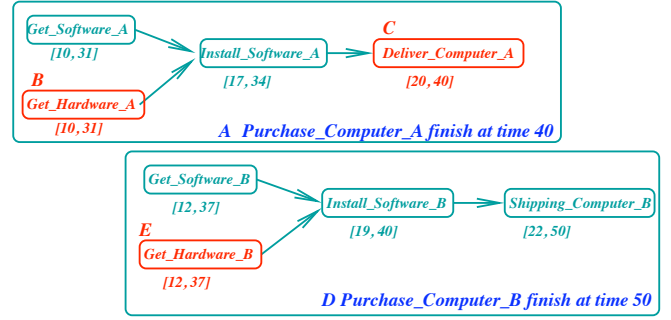 Get_Software_A
[10,31]
B
Get_Hardware_A
[10,31]
Install_Software_A
[17,34]
C
Deliver_Computer_A
[20,40]
A Purchase_Computer_A finish at time 40
Get_Software_B
[12,37]
E
Get_Hardware_B
[12,37]
Install_Software_B
[19,40]
Shipping_Computer_B
[22,50]
D Purchase_Computer_B finish at time 50